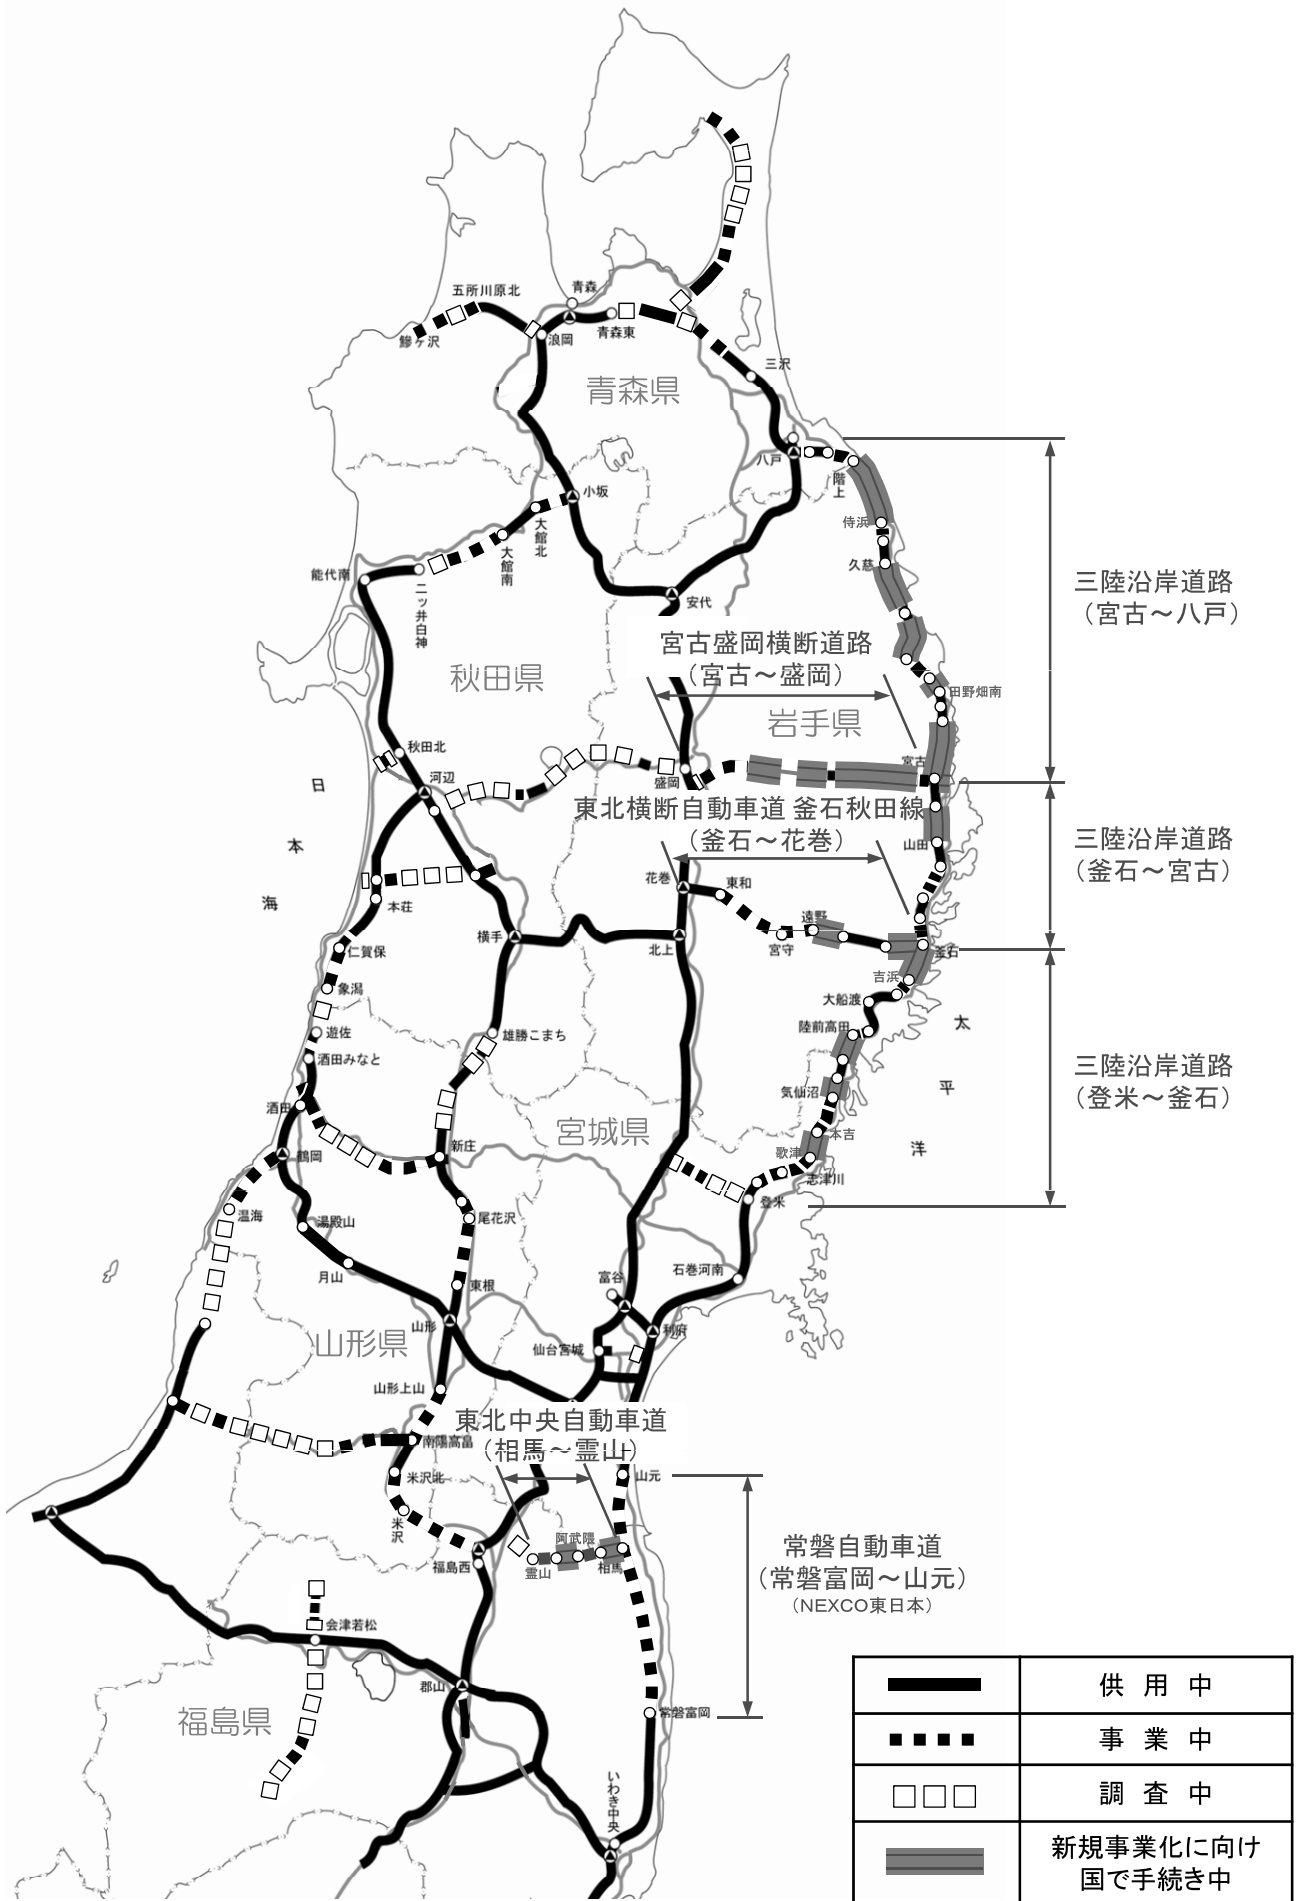 五所川原北
青森
鰺ヶ沢
浪岡
青森東
三沢
青森県
八戸
階上
小坂
大館北
侍浜
大館南
久慈
能代南
二ッ井白神
安代
三陸沿岸道路
（宮古～八戸）
宮古盛岡横断道路
（宮古～盛岡）
秋田県
田野畑南
岩手県
秋田北
宮古
河辺
盛岡
日本海
東北横断自動車道 釜石秋田線
（釜石～花巻）
三陸沿岸道路
（釜石～宮古）
山田
花巻
東和
本荘
遠野
横手
宮守
北上
仁賀保
釜石
吉浜
象潟
大船渡
陸前高田
太平洋
遊佐
雄勝こまち
酒田みなと
三陸沿岸道路
（登米～釜石）
気仙沼
酒田
宮城県
本吉
新庄
歌津
鶴岡
志津川
登米
温海
湯殿山
尾花沢
月山
石巻河南
富谷
東根
山形
利府
山形県
仙台宮城
山形上山
東北中央自動車道
（相馬～霊山）
南陽高畠
米沢北
山元
米沢
阿武隈
福島西
霊山
相馬
常磐自動車道
（常磐富岡～山元）
（NEXCO東日本）
会津若松
郡山
福島県
常磐富岡
いわき中央
供用中
事業中
調査中
新規事業化に向け
国で手続き中